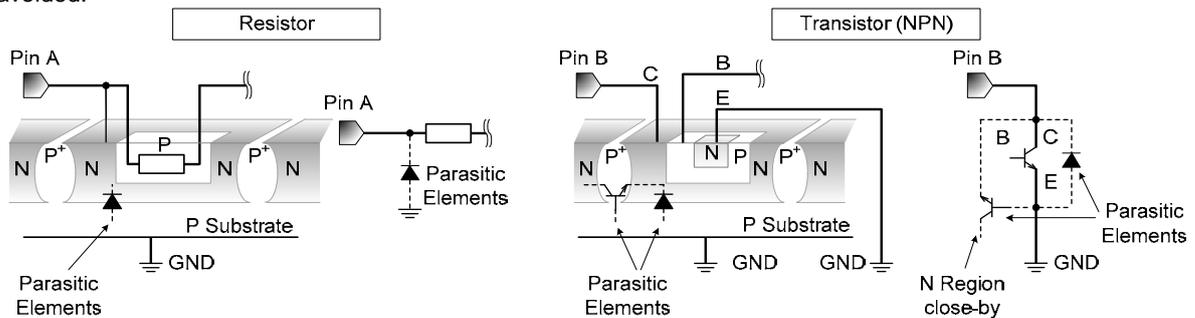 avoided.
Resistor
Transistor (NPN)
Pin A
Pin B
C
B
E
Pin B
Pin A
N
P+
N
P
N
P+
N
N
P+
N
P
N
P+
N
B
C
E
Parasitic
Elements
P Substrate
P Substrate
GND
GND
GND
GND
Parasitic
Elements
Parasitic
Elements
Parasitic
Elements
N Region
close-by